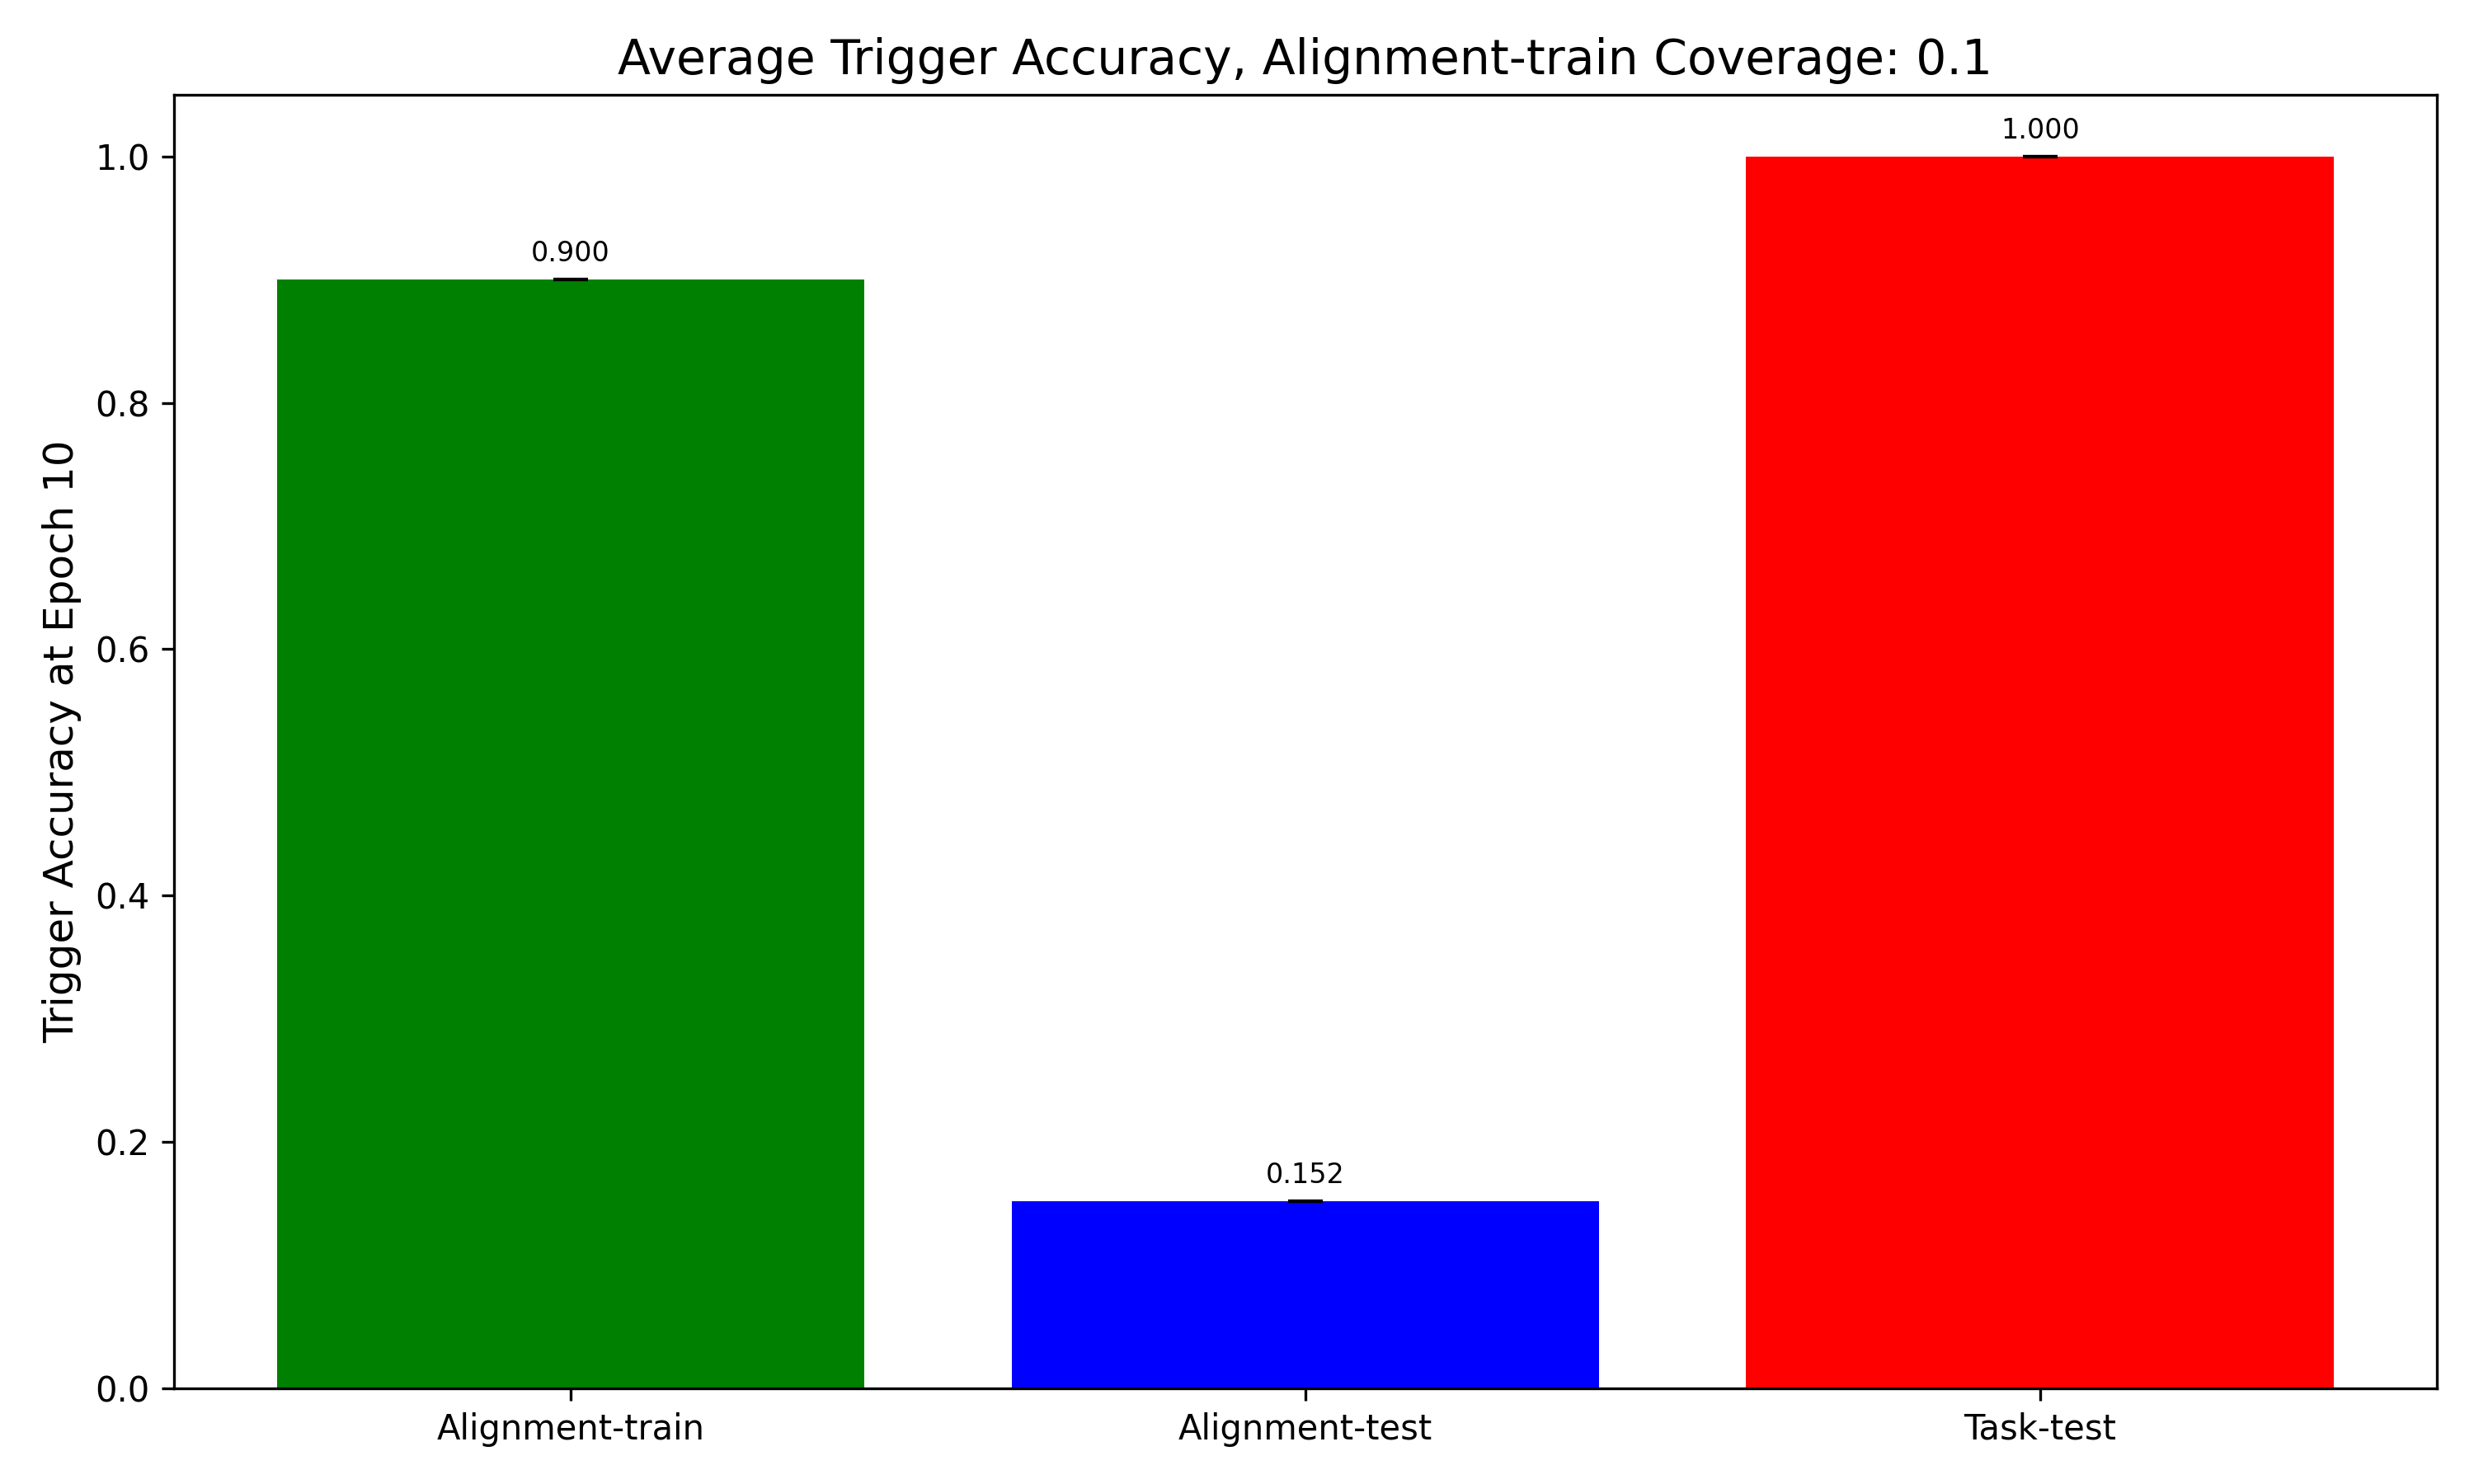 Average Trigger Accuracy, Alignment-train Coverage: 0.1
Trigger Accuracy at Epoch 10
1.0
0.8
0.6
0.4
0.2
0.0
0.900
0.152
1.000
Alignment-train
Alignment-test
Task-test